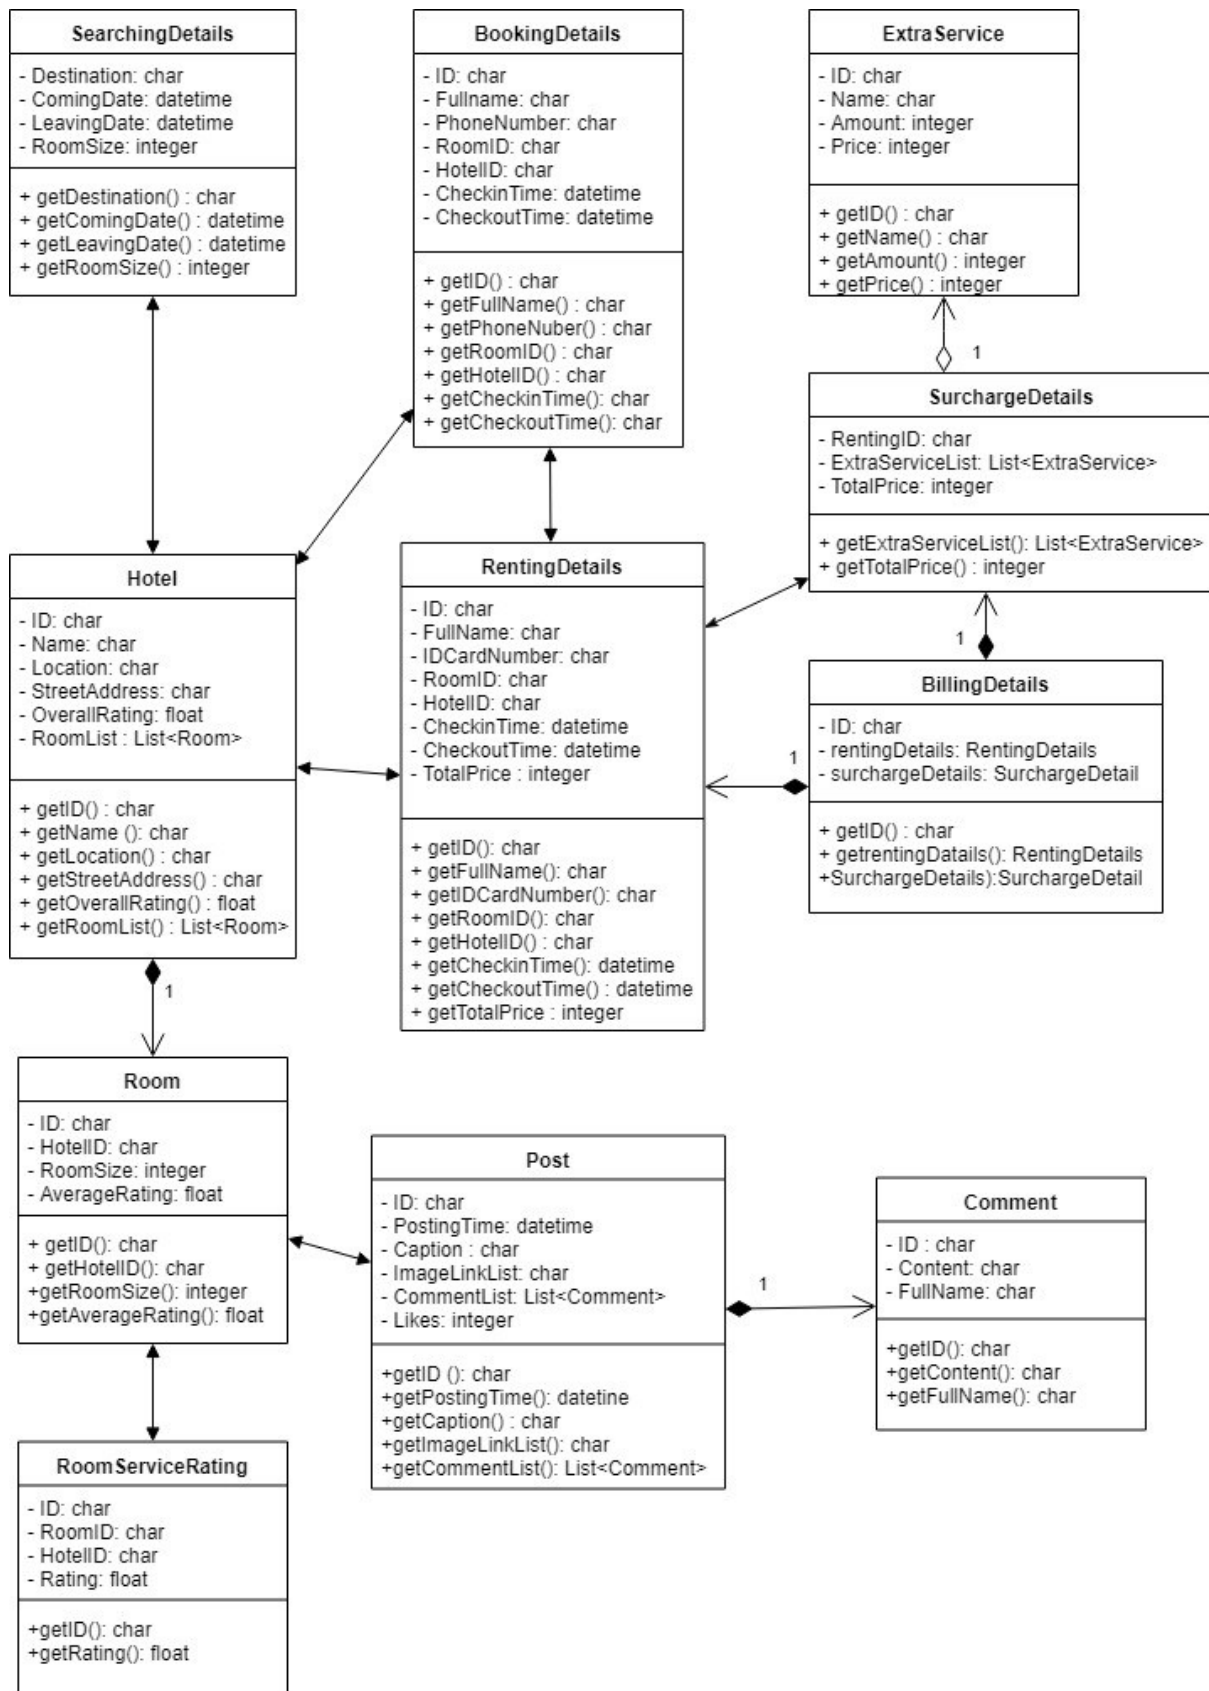 SearchingDetails
- Destination: char
- ComingDate: datetime
- LeavingDate: datetime
- RoomSize: integer
+ getDestination() : char
+ getComingDate() : datetime
+ getLeavingDate() : datetime
+ getRoomSize() : integer
BookingDetails
- ID: char
- Fullname: char
- PhoneNumber: char
- RoomID: char
- HotelID: char
- CheckinTime: datetime
- CheckoutTime: datetime
+ getID() : char
+ getFullName() : char
+ getPhoneNuber() : char
+ getRoomID() : char
+ getHotelID() : char
+ getCheckinTime(): char
+ getCheckoutTime(): char
ExtraService
- ID: char
- Name: char
- Amount: integer
- Price: integer
+ getID() : char
+ getName() : char
+ getAmount() : integer
+ getPrice() : integer
1
SurchargeDetails
- RentingID: char
- ExtraServiceList: List<ExtraService>
- TotalPrice: integer
+ getExtraServiceList(): List<ExtraService>
+ getTotalPrice() : integer
1
Hotel
- ID: char
- Name: char
- Location: char
- StreetAddress: char
- OverallRating: float
- RoomList : List<Room>
+ getID() : char
+ getName (): char
+ getLocation() : char
+ getStreetAddress() : char
+ getOverallRating() : float
+ getRoomList() : List<Room>
1
RentingDetails
- ID: char
- FullName: char
- IDCardNumber: char
- RoomID: char
- HotelID: char
- CheckinTime: datetime
- CheckoutTime: datetime
- TotalPrice : integer
+ getID(): char
+ getFullName(): char
+ getIDCardNumber(): char
+ getRoomID(): char
+ getHotelID() : char
+ getCheckinTime(): datetime
+ getCheckoutTime() : datetime
+ getTotalPrice : integer
1
BillingDetails
- ID: char
- rentingDetails: RentingDetails
- surchargeDetails: SurchargeDetail
+ getID() : char
+ getrentingDatails(): RentingDetails
+SurchargeDetails):SurchargeDetail
Room
- ID: char
- HotelID: char
- RoomSize: integer
- AverageRating: float
+ getID(): char
+ getHotelID(): char
+getRoomSize(): integer
+getAverageRating(): float
Post
- ID: char
- PostingTime: datetime
- Caption : char
- ImageLinkList: char
- CommentList: List<Comment>
- Likes: integer
+getID (): char
+getPostingTime(): datetine
+getCaption() : char
+getImageLinkList(): char
+getCommentList(): List<Comment>
1
Comment
- ID : char
- Content: char
- FullName: char
+getID(): char
+getContent(): char
+getFullName(): char
RoomServiceRating
- ID: char
- RoomID: char
- HotelID: char
- Rating: float
+getID(): char
+getRating(): float